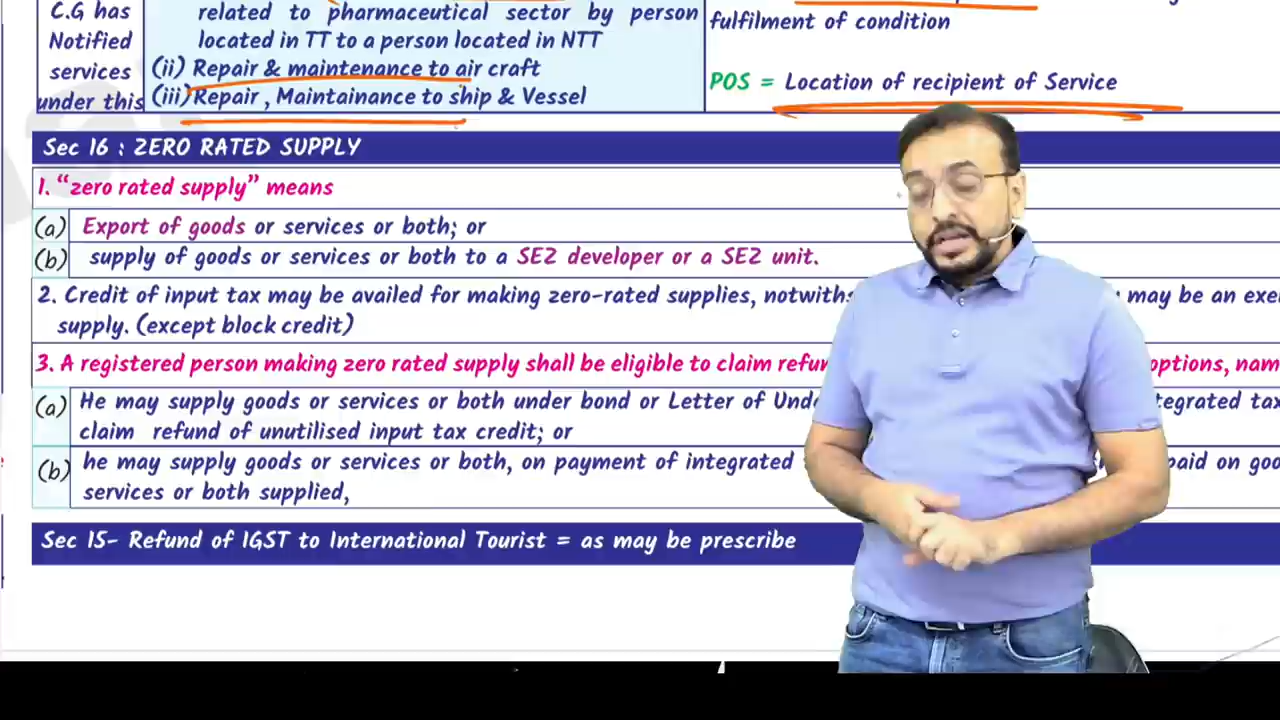 C.G has
Notified
services
under this
related to pharmaceutical sector by person
located in TT to a person located in NTT
(ii) Repair & maintenance to air craft
(iii) Repair , Maintainance to ship & Vessel
fulfilment of condition
POS = Location of recipient of Service
Sec 16 : ZERO RATED SUPPLY
1. “zero rated supply” means
(a) Export of goods or services or both; or
(b) supply of goods or services or both to a SEZ developer or a SEZ unit.
2. Credit of input tax may be availed for making zero-rated supplies, may be an
supply. (except block credit)
3. A registered person making zero rated supply shall be eligible to claim options,
(a) He may supply goods or services or both under bond or Letter of
claim refund of unutilised input tax credit; or
(b) he may supply goods or services or both, on payment of integrated paid on
services or both supplied,
Sec 15- Refund of IGST to International Tourist = as may be prescribe